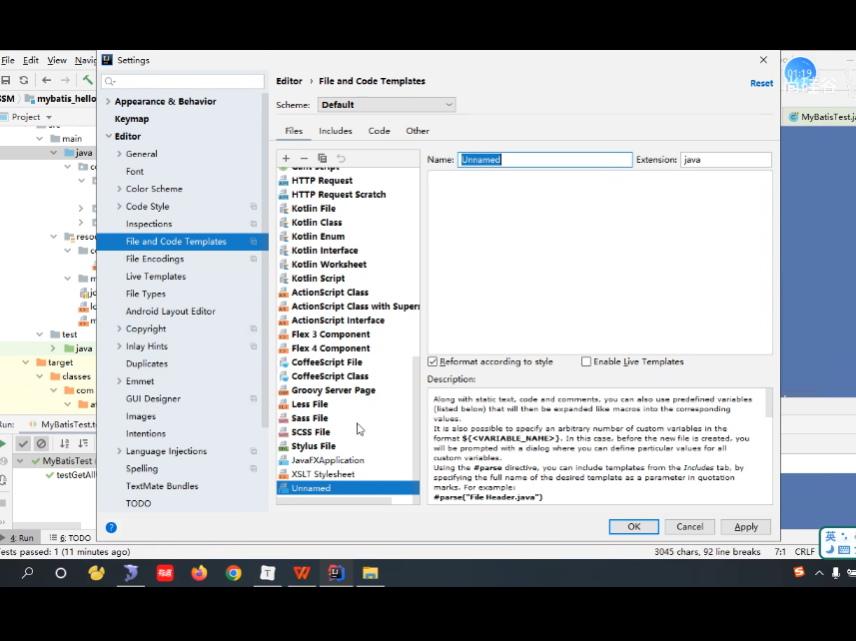 Settings
File Edit View Navig
01:19
SSM mybatis_hello
Project
MyBatisTest.ja
main
java
resou
test
java
target
classes
com
Run: MyBatisTest.te
MyBatisTest
testGetAll
4: Run 6: TODO
Appearance & Behavior
Keymap
Editor
General
Font
Color Scheme
Code Style
Inspections
File and Code Templates
File Encodings
Live Templates
File Types
Android Layout Editor
Copyright
Inlay Hints
Duplicates
Emmet
GUI Designer
Images
Intentions
Language Injections
Spelling
TextMate Bundles
TODO
Editor › File and Code Templates
Reset
Scheme: Default
Files Includes Code Other
HTTP Request
HTTP Request Scratch
Kotlin File
Kotlin Class
Kotlin Enum
Kotlin Interface
Kotlin Worksheet
Kotlin Script
ActionScript Class
ActionScript Class with Supers
ActionScript Interface
Flex 3 Component
Flex 4 Component
CoffeeScript File
CoffeeScript Class
Groovy Server Page
Less File
Sass File
SCSS File
Stylus File
JavaFXApplication
XSLT Stylesheet
Unnamed
Name: Unnamed Extension: java
Reformat according to style Enable Live Templates
Description:
Along with static text, code and comments, you can also use predefined variables
(listed below) that will then be expanded like macros into the corresponding
values.
It is also possible to specify an arbitrary number of custom variables in the
format ${<VARIABLE_NAME>}. In this case, before the new file is created, you
will be prompted with a dialog where you can define particular values for all
custom variables.
Using the #parse directive, you can include templates from the Includes tab, by
specifying the full name of the desired template as a parameter in quotation
marks. For example:
#parse("File Header.java")
OK Cancel Apply
ests passed: 1 (11 minutes ago)
3045 chars, 92 line breaks 7:1 CRLF
英